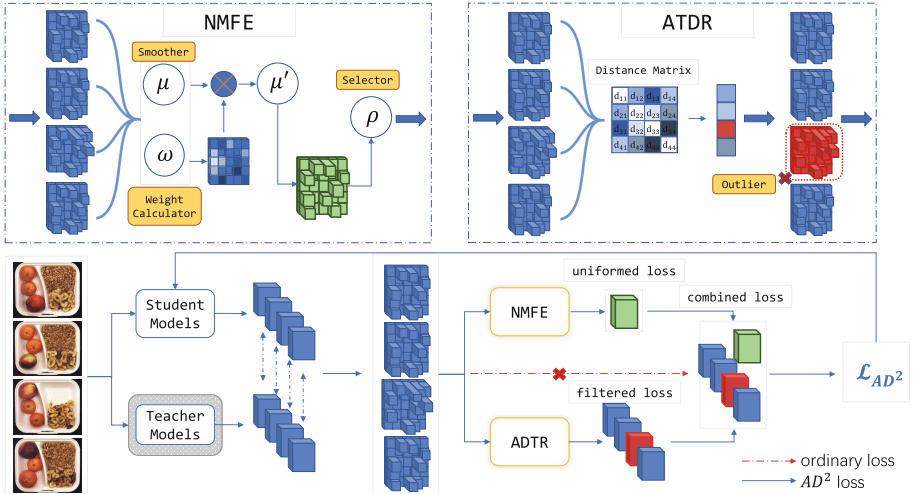 NMFE
Smoother
μ
μ′
Selector
ρ
ω
Weight
Calculator
ATDR
Distance Matrix
d11 d12 d13 d14
d21 d22 d23 d24
d31 d32 d33 d34
d41 d42 d43 d44
Outlier
Student
Models
Teacher
Models
uniformed loss
NMFE
combined loss
filtered loss
ADTR
ℒAD²
ordinary loss
AD² loss